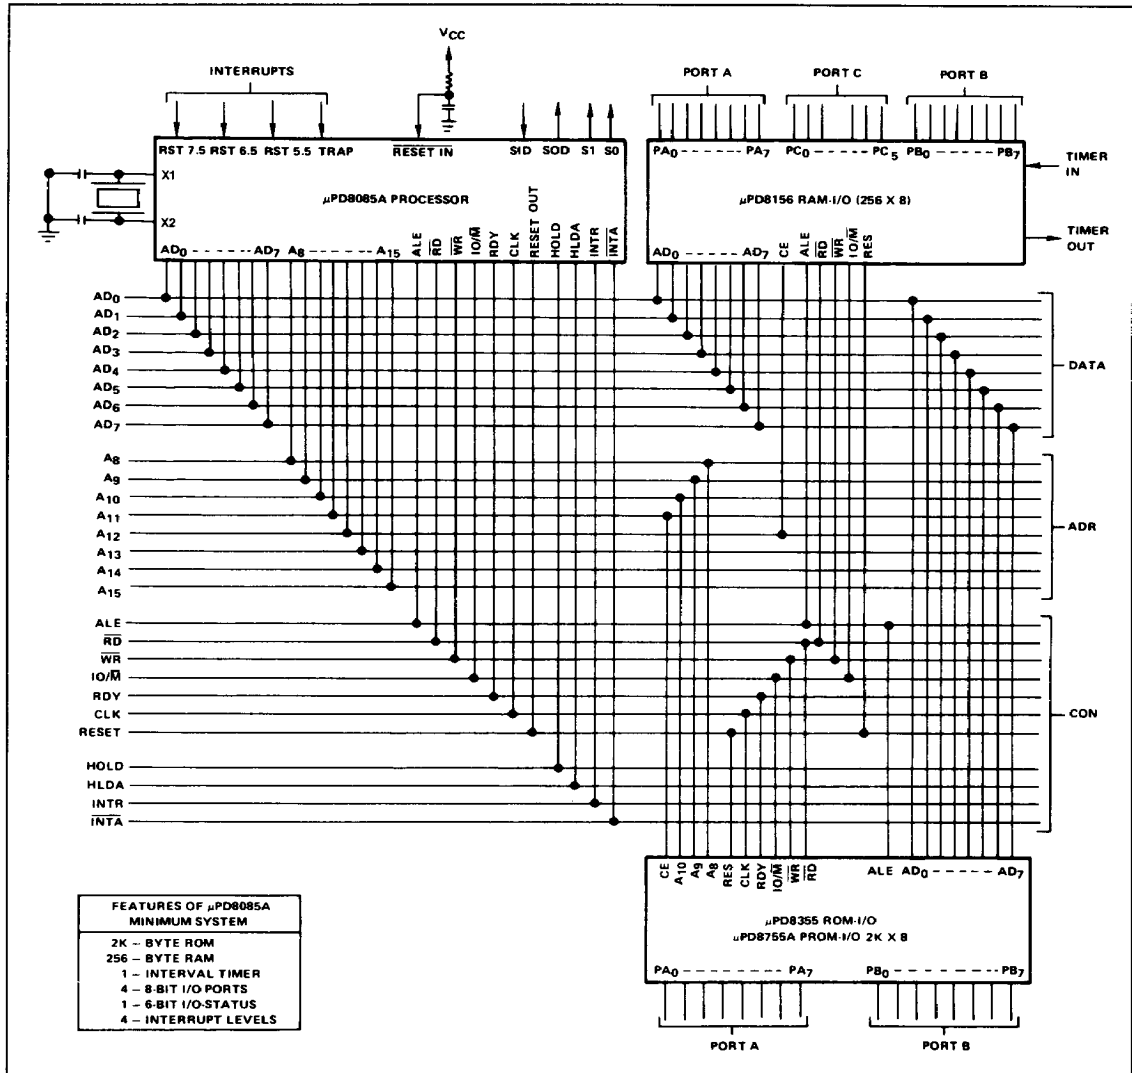 VCC
INTERRUPTS
PORT A PORT C PORT B
RST 7.5 RST 6.5 RST 5.5 TRAP RESET IN SID SOD S1 S0
PA0 PA7 PC0 PC5 PB0 PB7
TIMER IN
X1
µPD8085A PROCESSOR
µPD8156 RAM-I/O (256 X 8)
X2
TIMER OUT
AD0 AD7 A8 A15 ALE RD WR IO/M RDY CLK RESET OUT HOLD HLDA INTR INTA
AD0 AD7 CE ALE RD WR IO/M RES
AD0
AD1
AD2
AD3
AD4
AD5
AD6
AD7
DATA
A8
A9
A10
A11
A12
A13
A14
A15
ADR
ALE
RD
WR
IO/M
RDY
CLK
RESET
HOLD
HLDA
INTR
INTA
CON
CE A10 A9 A8 RES CLK RDY IO/M WR RD ALE AD0 AD7
µPD8355 ROM-I/O
µPD8755A PROM-I/O 2K X 8
PA0 PA7 PB0 PB7
PORT A PORT B
FEATURES OF µPD8085A
MINIMUM SYSTEM
2K – BYTE ROM
256 – BYTE RAM
1 – INTERVAL TIMER
4 – 8-BIT I/O PORTS
1 – 6-BIT I/O-STATUS
4 – INTERRUPT LEVELS